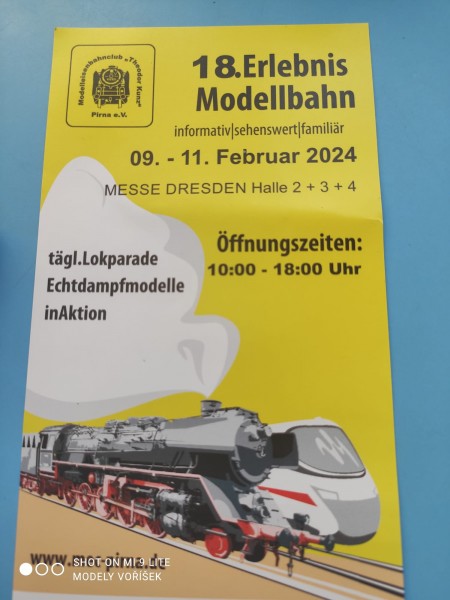 Modelleisenbahnclub „Theodor Kunz“
Pirna e.V.
18.Erlebnis
Modellbahn
informativ|sehenswert|familiär
09. - 11. Februar 2024
MESSE DRESDEN Halle 2 + 3 + 4
Öffnungszeiten:
10:00 - 18:00 Uhr
tägl.Lokparade
Echtdampfmodelle
inAktion
SHOT ON MI 9 LITE
MODELY VOŘÍŠEK